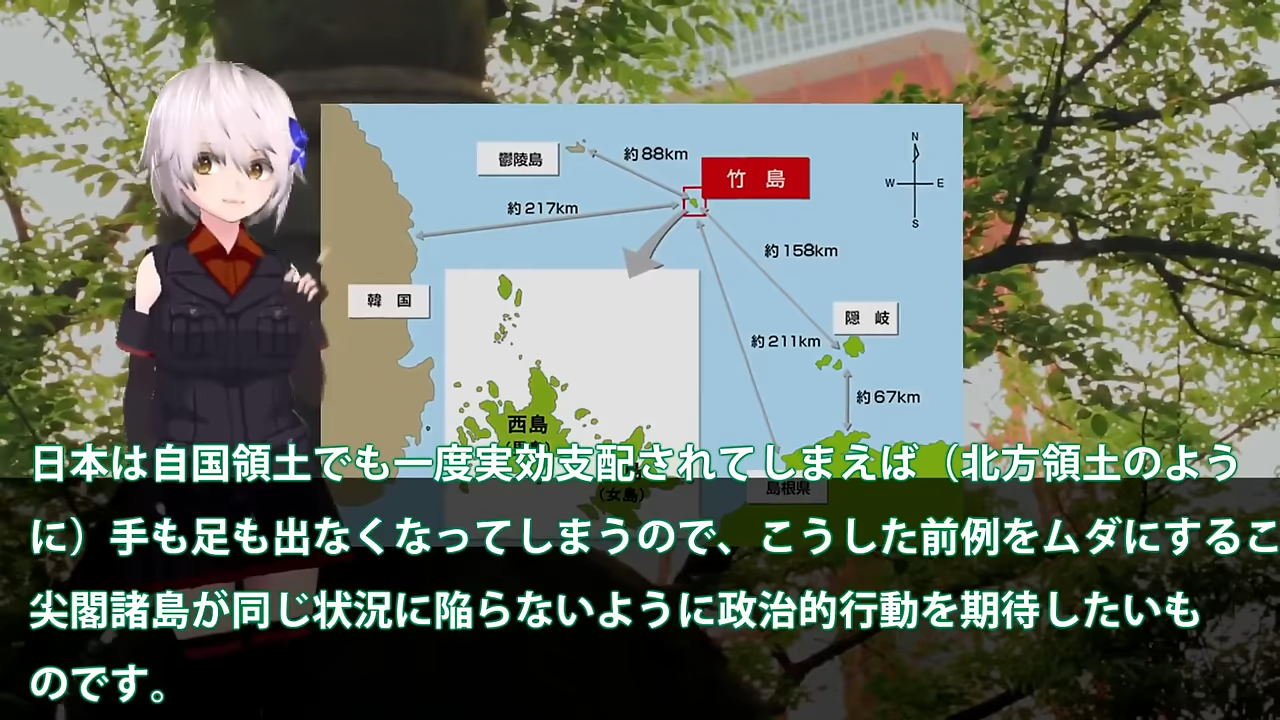 鬱陵島
約88km
竹 島
約217km
N
W E
S
約158km
韓 国
隠 岐
約211km
約67km
西島
(女島)
島根県
日本は自国領土でも一度実効支配されてしまえば（北方領土のよう
に）手も足も出なくなってしまうので、こうした前例をムダにするこ
尖閣諸島が同じ状況に陥らないように政治的行動を期待したいも
のです。